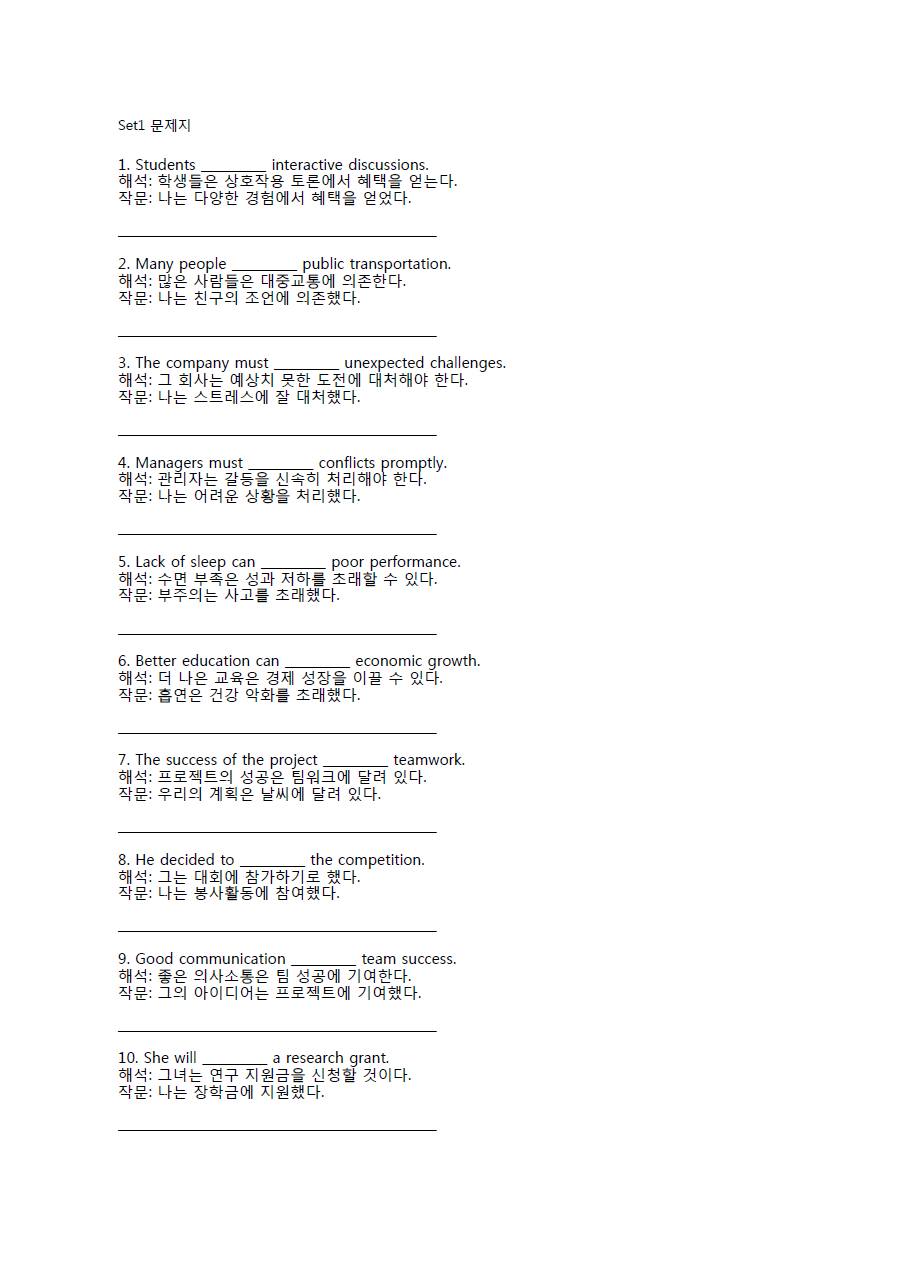 Set1 문제지
1. Students _________ interactive discussions.
해석: 학생들은 상호작용 토론에서 혜택을 얻는다.
작문: 나는 다양한 경험에서 혜택을 얻었다.
____________________________________________
2. Many people _________ public transportation.
해석: 많은 사람들은 대중교통에 의존한다.
작문: 나는 친구의 조언에 의존했다.
____________________________________________
3. The company must _________ unexpected challenges.
해석: 그 회사는 예상치 못한 도전에 대처해야 한다.
작문: 나는 스트레스에 잘 대처했다.
____________________________________________
4. Managers must _________ conflicts promptly.
해석: 관리자는 갈등을 신속히 처리해야 한다.
작문: 나는 어려운 상황을 처리했다.
____________________________________________
5. Lack of sleep can _________ poor performance.
해석: 수면 부족은 성과 저하를 초래할 수 있다.
작문: 부주의는 사고를 초래했다.
____________________________________________
6. Better education can _________ economic growth.
해석: 더 나은 교육은 경제 성장을 이끌 수 있다.
작문: 흡연은 건강 악화를 초래했다.
____________________________________________
7. The success of the project _________ teamwork.
해석: 프로젝트의 성공은 팀워크에 달려 있다.
작문: 우리의 계획은 날씨에 달려 있다.
____________________________________________
8. He decided to _________ the competition.
해석: 그는 대회에 참가하기로 했다.
작문: 나는 봉사활동에 참여했다.
____________________________________________
9. Good communication _________ team success.
해석: 좋은 의사소통은 팀 성공에 기여한다.
작문: 그의 아이디어는 프로젝트에 기여했다.
____________________________________________
10. She will _________ a research grant.
해석: 그녀는 연구 지원금을 신청할 것이다.
작문: 나는 장학금에 지원했다.
____________________________________________